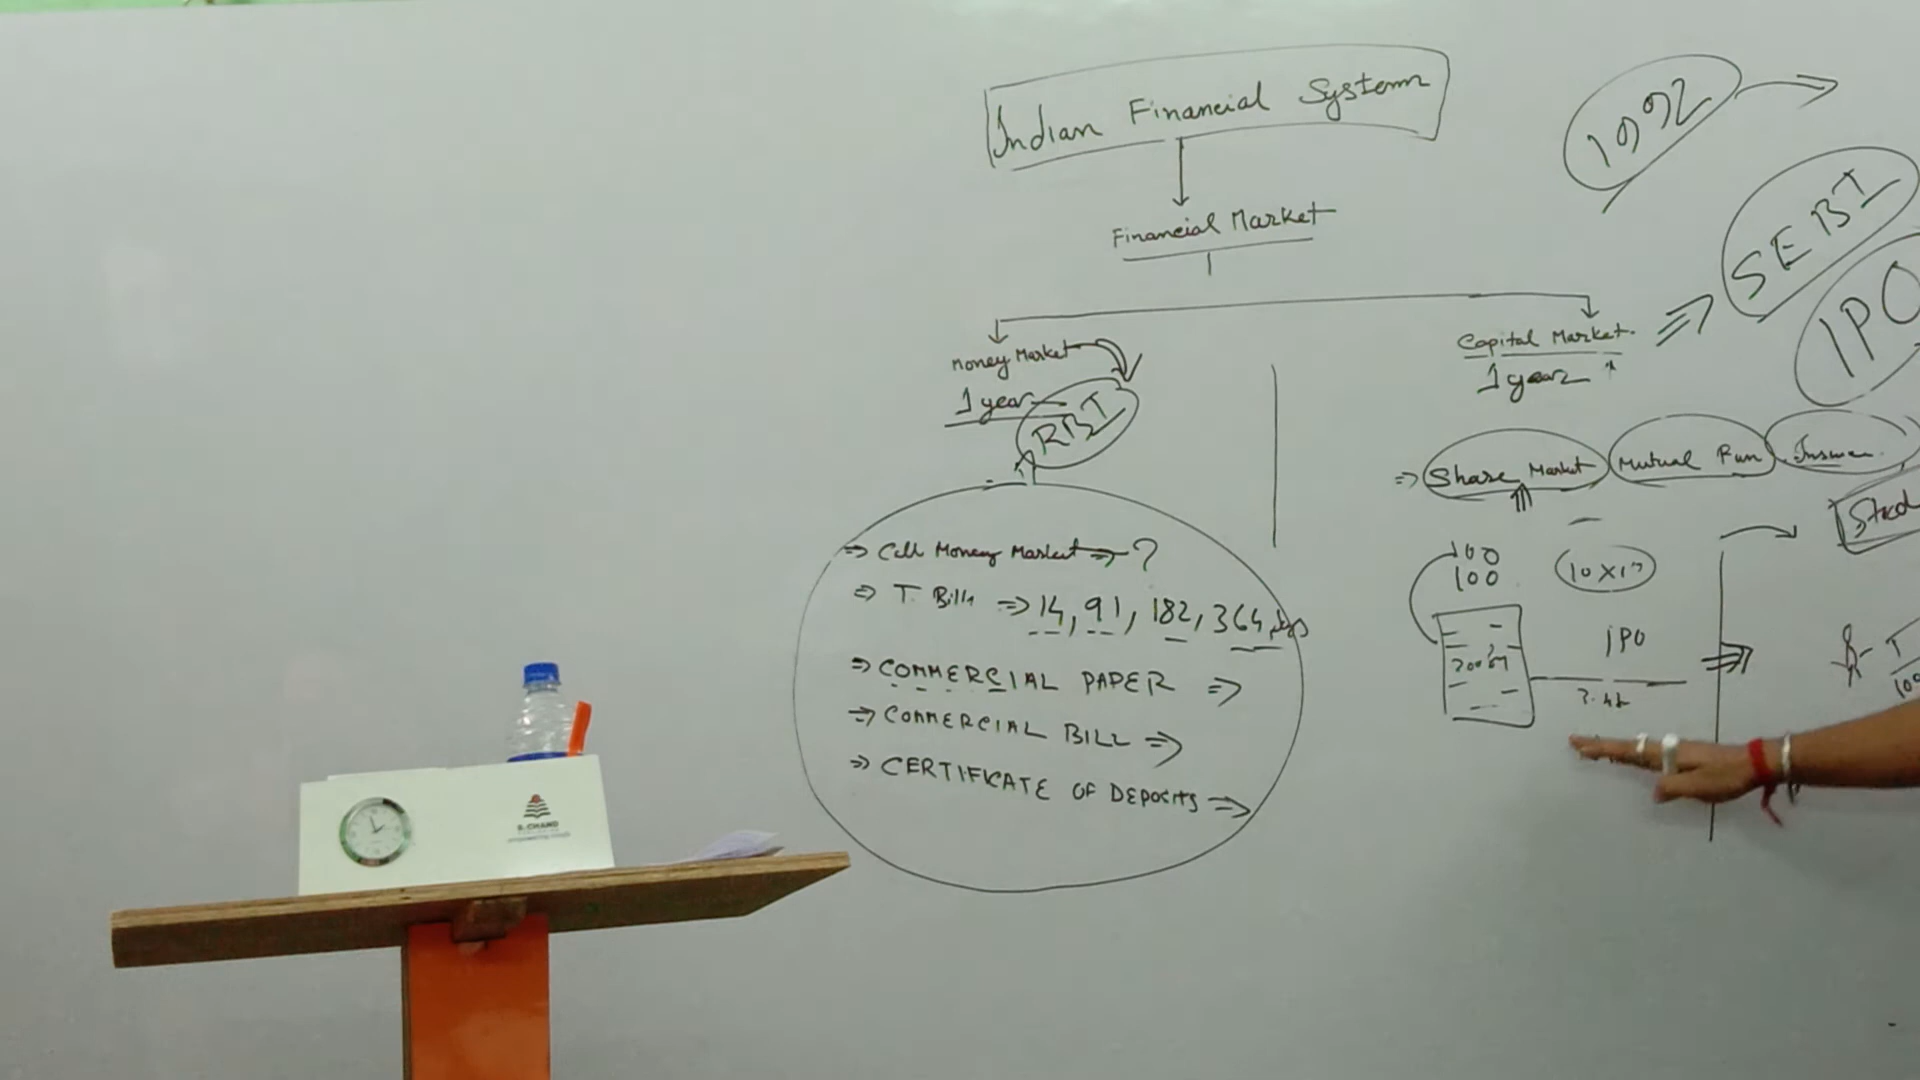 Indian Financial System
1992
Financial Market
SEBI
IPO
Money Market
Capital Market
1 year
1 year
RBI
⇒ Share Market Mutual Fun
⇒ Call Money Market ⇒ ?
100
100
⇒ T. Bills ⇒ 14, 91, 182, 364 days
IPO
⇒ COMMERCIAL PAPER ⇒
⇒ COMMERCIAL BILL ⇒
⇒ CERTIFICATE OF DEPOSITS ⇒
S. CHAND